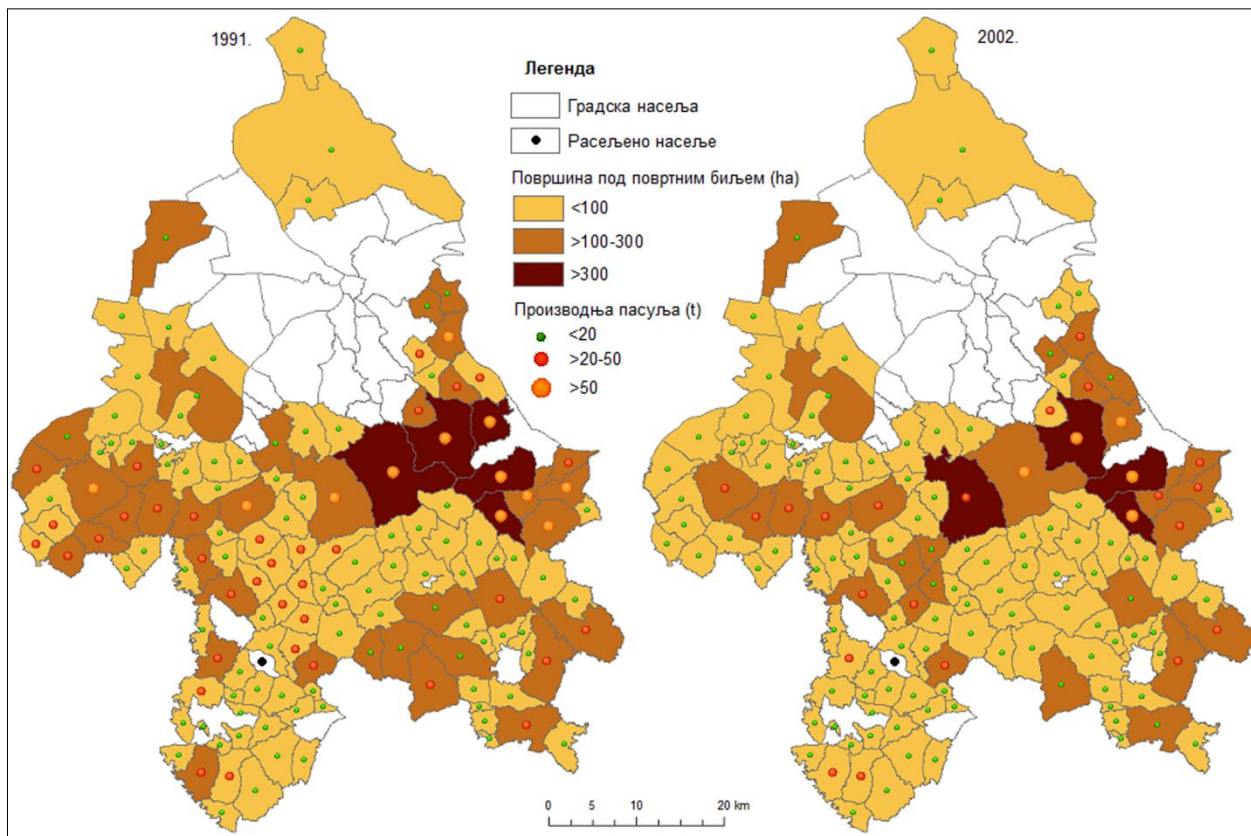 1991.
2002.
Легенда
Градска насеља
Расељено насеље
Површина под повртним биљем (ha)
<100
>100-300
>300
Производња пасуља (t)
<20
>20-50
>50
0 5 10 20 km